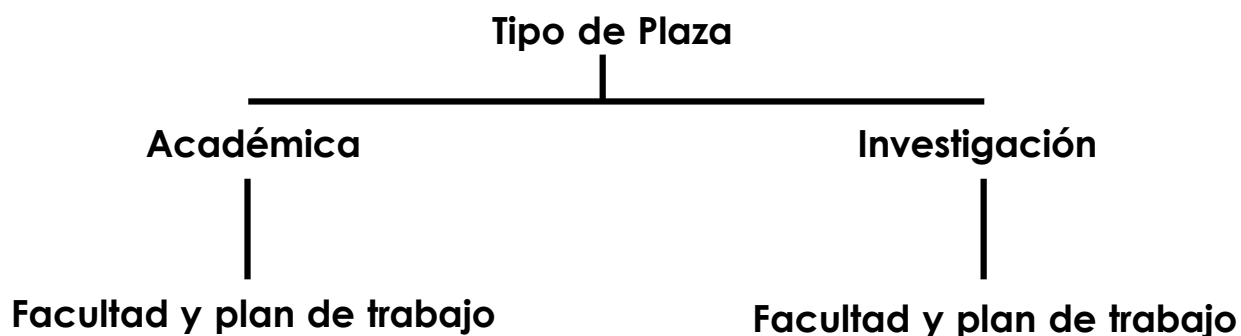 Tipo de Plaza
Académica
Investigación
Facultad y plan de trabajo
Facultad y plan de trabajo